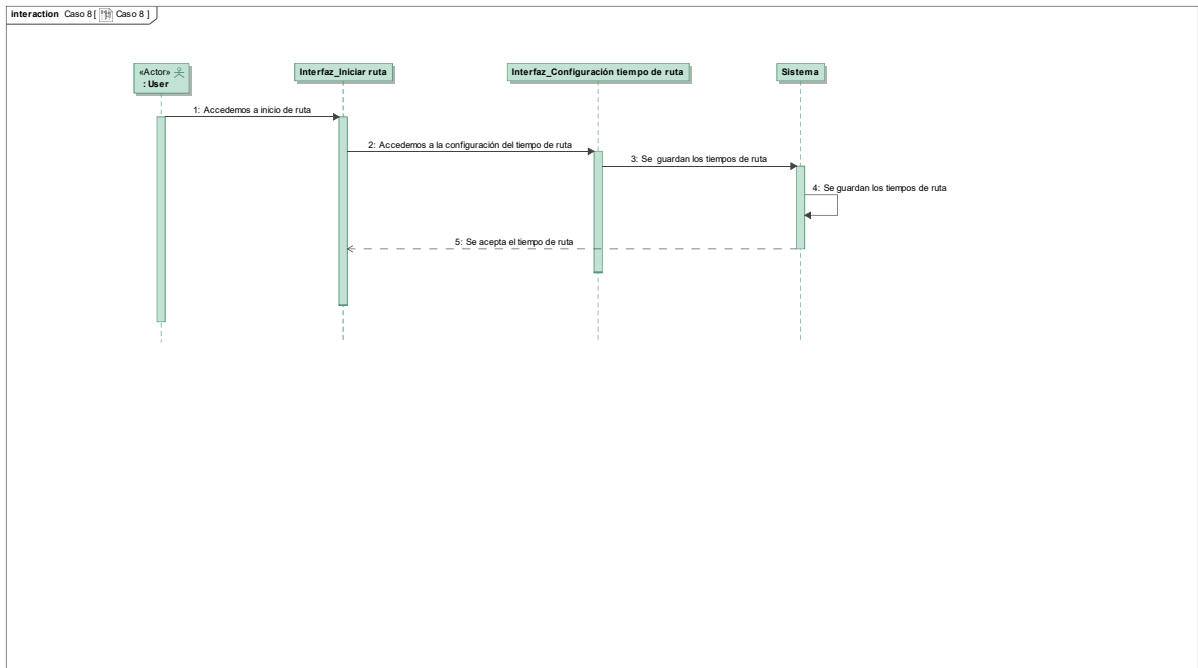 interaction Caso 8 [ Caso 8 ]
«Actor»
: User
Interfaz_Iniciar ruta
Interfaz_Configuración tiempo de ruta
Sistema
1: Accedemos a inicio de ruta
2: Accedemos a la configuración del tiempo de ruta
3: Se guardan los tiempos de ruta
4: Se guardan los tiempos de ruta
5: Se acepta el tiempo de ruta